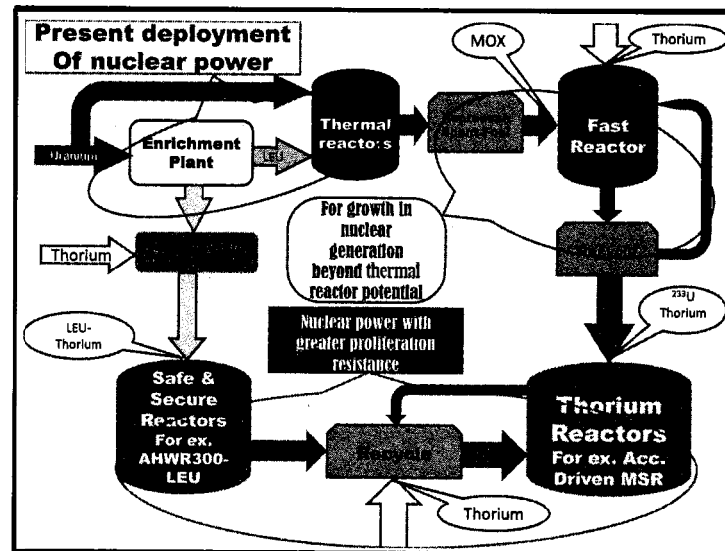 Present deployment
Of nuclear power
MOX
Thorium
Uranium
Enrichment
Plant
LEU
Thermal
reactors
Fast
Reactor
For growth in
nuclear
generation
beyond thermal
reactor potential
Thorium
LEU-
Thorium
Nuclear power with
greater proliferation
resistance
233U
Thorium
Safe &
Secure
Reactors
For ex.
AHWR300-
LEU
Recycle
Thorium
Reactors
For ex. Acc.
Driven MSR
Thorium